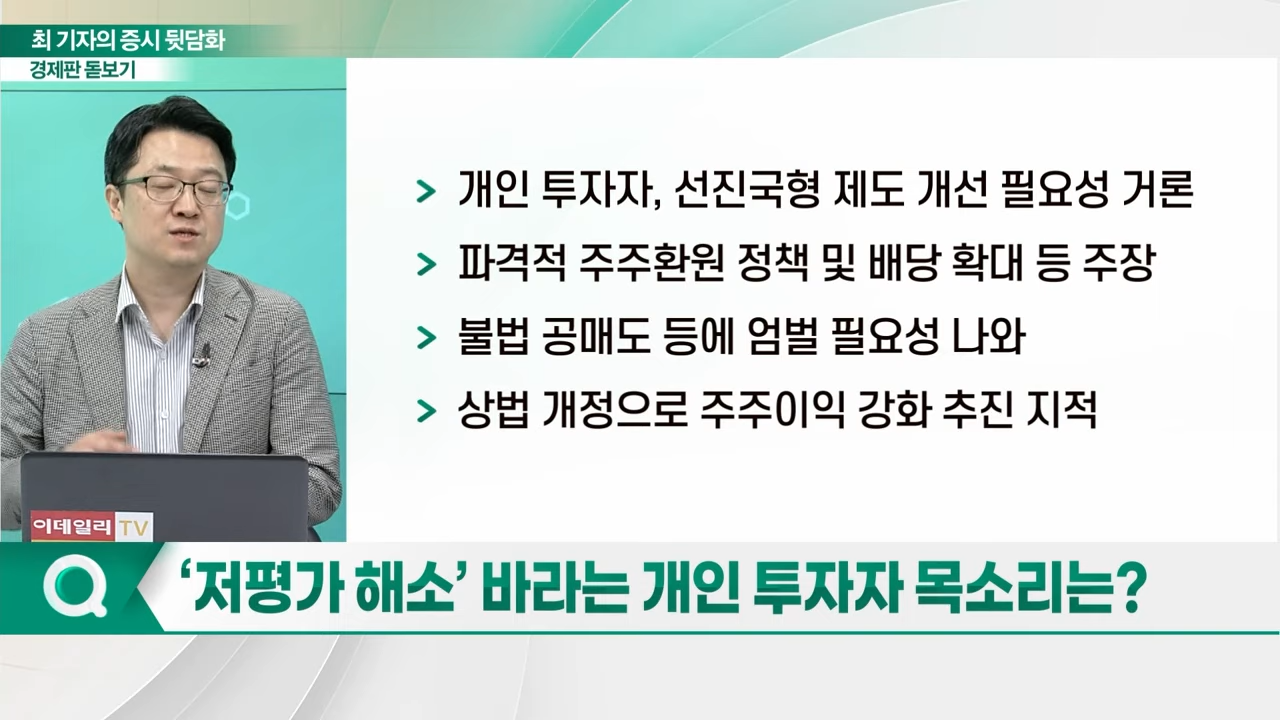 최 기자의 증시 뒷담화
경제판 돋보기
> 개인 투자자, 선진국형 제도 개선 필요성 거론
> 파격적 주주환원 정책 및 배당 확대 등 주장
> 불법 공매도 등에 엄벌 필요성 나와
> 상법 개정으로 주주이익 강화 추진 지적
이데일리 TV
Q ‘저평가 해소’ 바라는 개인 투자자 목소리는?